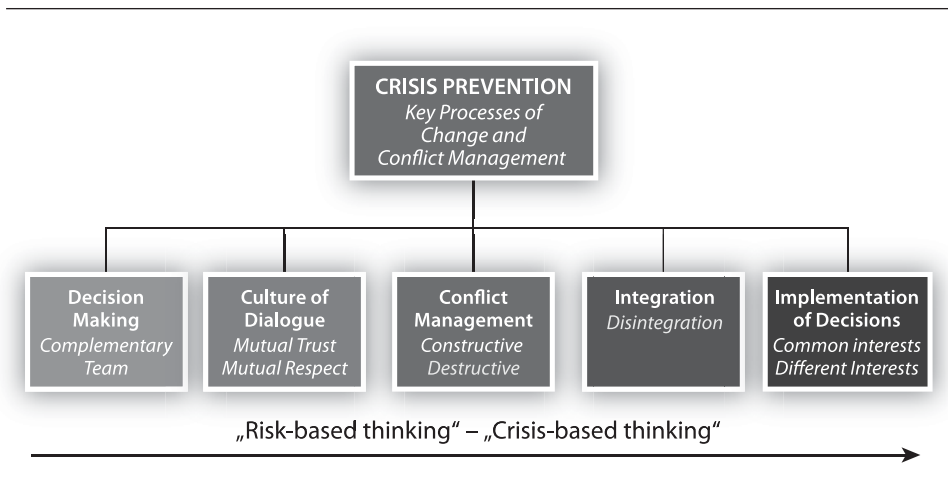 CRISIS PREVENTION
Key Processes of
Change and
Conflict Management
Decision
Making
Complementary
Team
Culture of
Dialogue
Mutual Trust
Mutual Respect
Conflict
Management
Constructive
Destructive
Integration
Disintegration
Implementation
of Decisions
Common interests
Different Interests
„Risk-based thinking“ – „Crisis-based thinking“